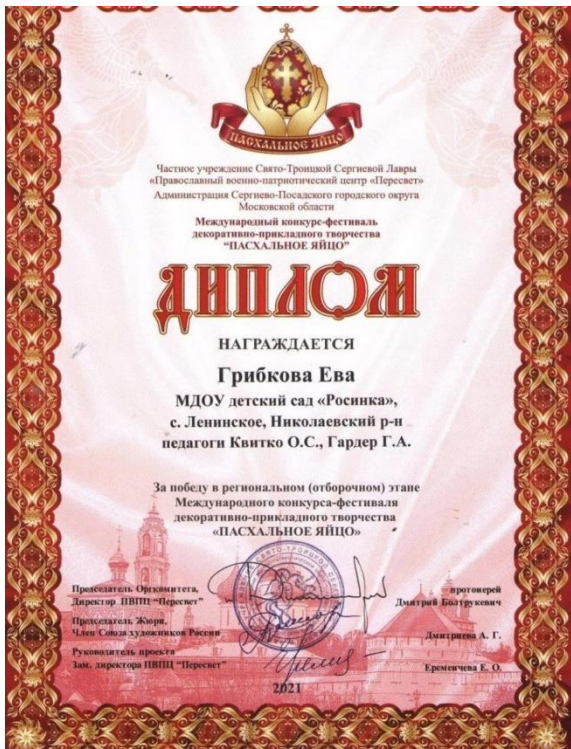 ПАСХАЛЬНОЕ ЯЙЦО
Частное учреждение Свято-Троицкой Сергиевой Лавры
«Православный военно-патриотический центр «Пересвет»
Администрация Сергиево-Посадского городского округа
Московской области
Международный конкурс-фестиваль
декоративно-прикладного творчества
"ПАСХАЛЬНОЕ ЯЙЦО"
ДИПЛОМ
НАГРАЖДАЕТСЯ
Грибкова Ева
МДОУ детский сад «Росинка»,
с. Ленинское, Николаевский р-н
педагоги Квитко О.С., Гардер Г.А.
За победу в региональном (отборочном) этапе
Международного конкурса-фестиваля
декоративно-прикладного творчества
«ПАСХАЛЬНОЕ ЯЙЦО»
Председатель Оргкомитета,
Директор ПВПЦ "Пересвет"
протоиерей
Дмитрий Болтрукевич
Председатель Жюри,
Член Союза художников России
Дмитриева А. Г.
Руководитель проекта
Зам. директора ПВПЦ "Пересвет"
Еременчева Е. О.
2021